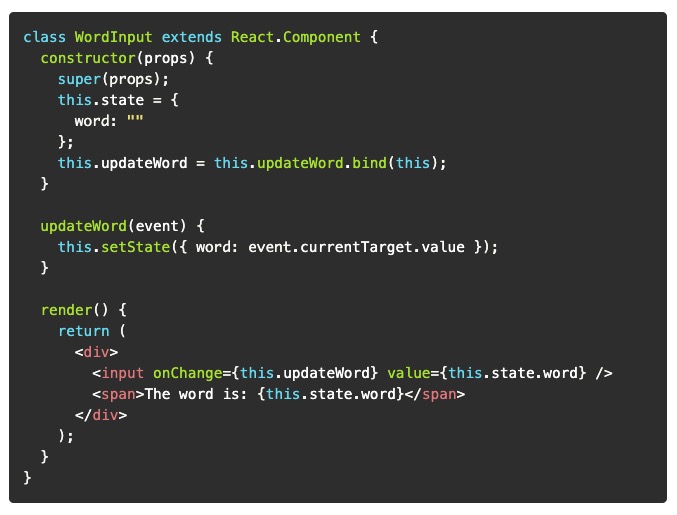 class WordInput extends React.Component {
  constructor(props) {
    super(props);
    this.state = {
      word: ""
    };
    this.updateWord = this.updateWord.bind(this);
  }

  updateWord(event) {
    this.setState({ word: event.currentTarget.value });
  }

  render() {
    return (
      <div>
        <input onChange={this.updateWord} value={this.state.word} />
        <span>The word is: {this.state.word}</span>
      </div>
    );
  }
}